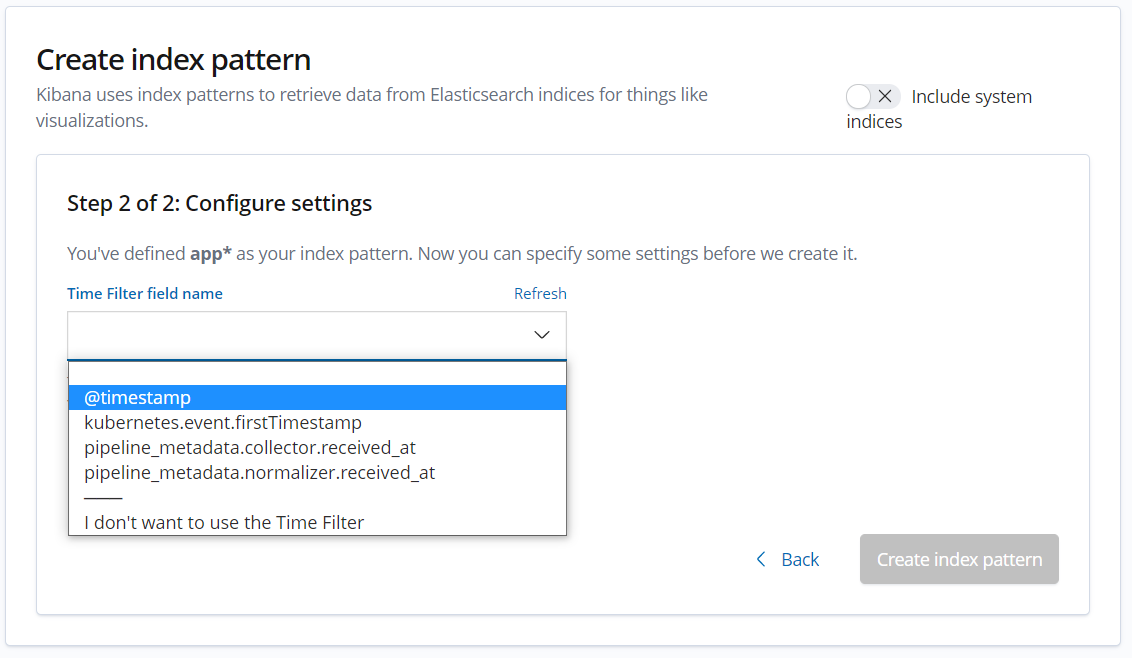 Create index pattern
Kibana uses index patterns to retrieve data from Elasticsearch indices for things like
visualizations.
Include system
indices
Step 2 of 2: Configure settings
You've defined app* as your index pattern. Now you can specify some settings before we create it.
Time Filter field name
Refresh
@timestamp
kubernetes.event.firstTimestamp
pipeline_metadata.collector.received_at
pipeline_metadata.normalizer.received_at
I don't want to use the Time Filter
Back
Create index pattern